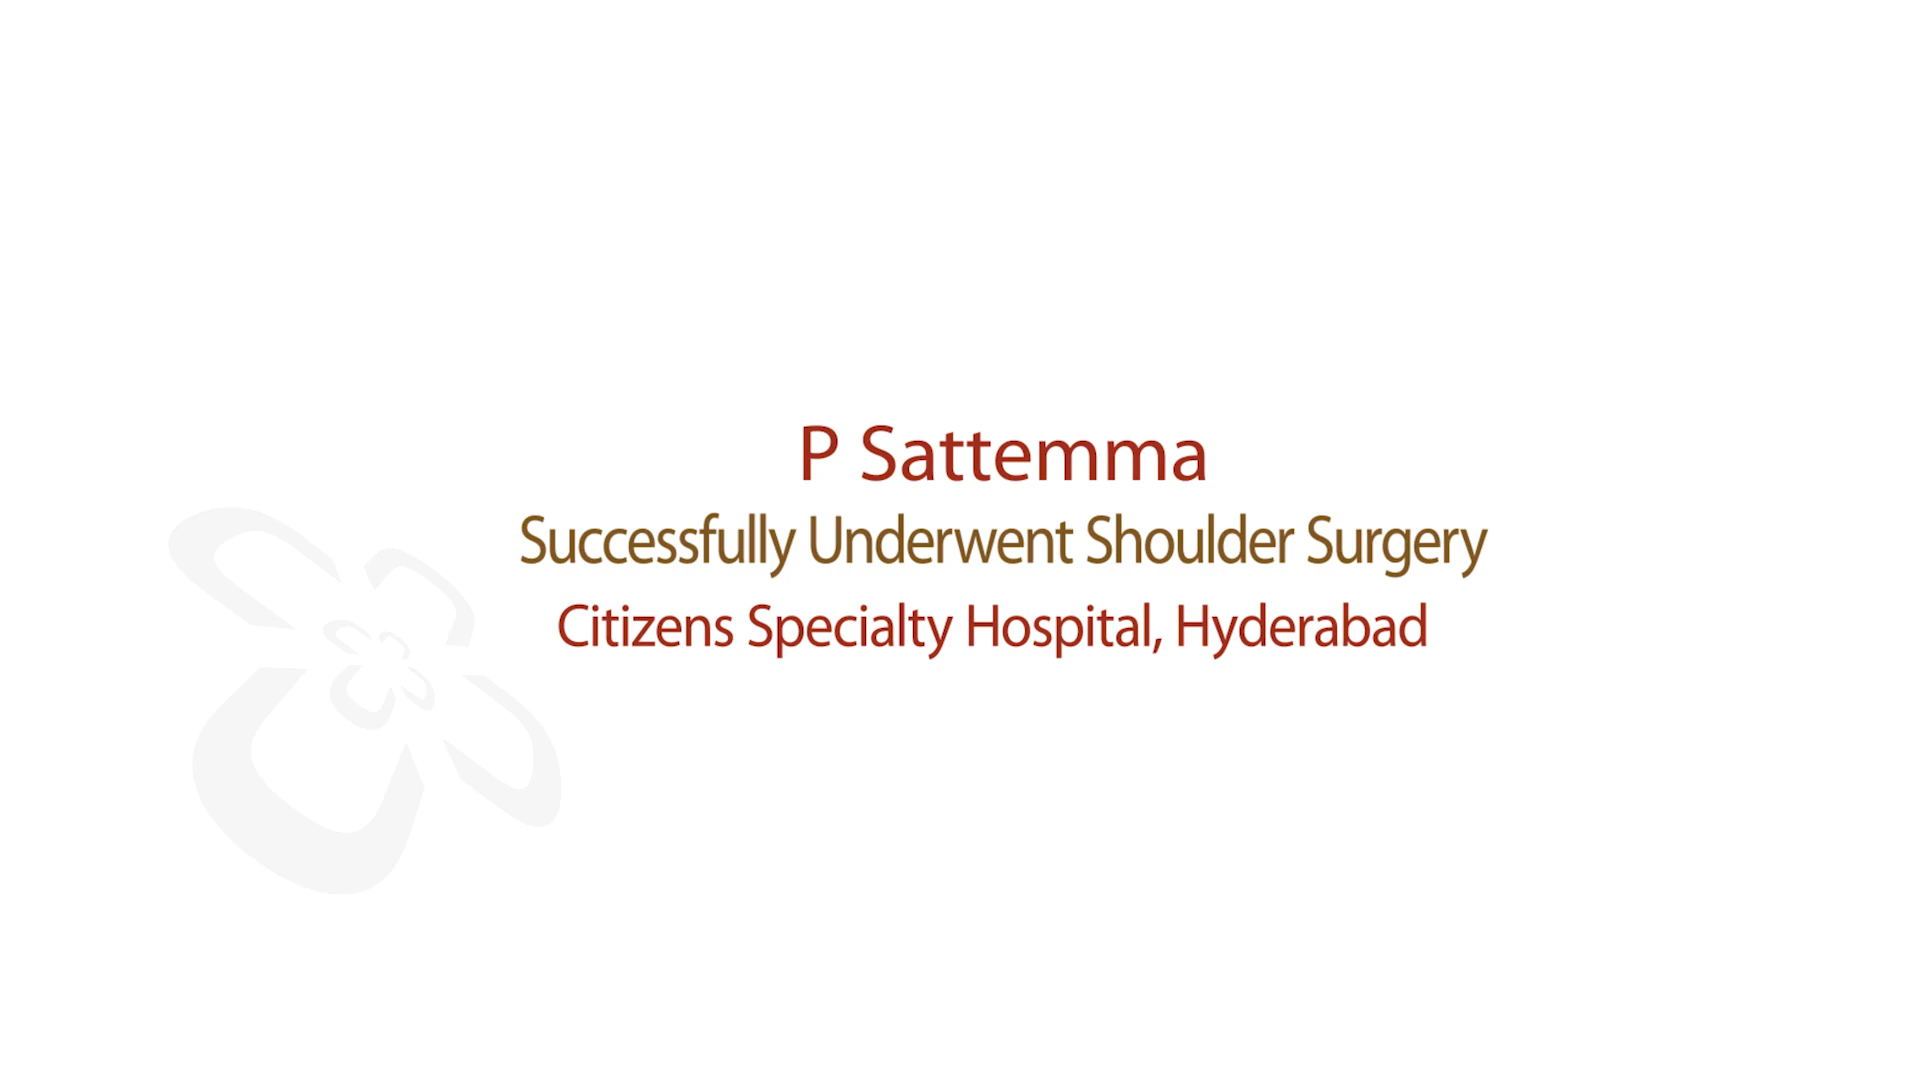 P Sattemma
Successfully Underwent Shoulder Surgery
Citizens Specialty Hospital, Hyderabad